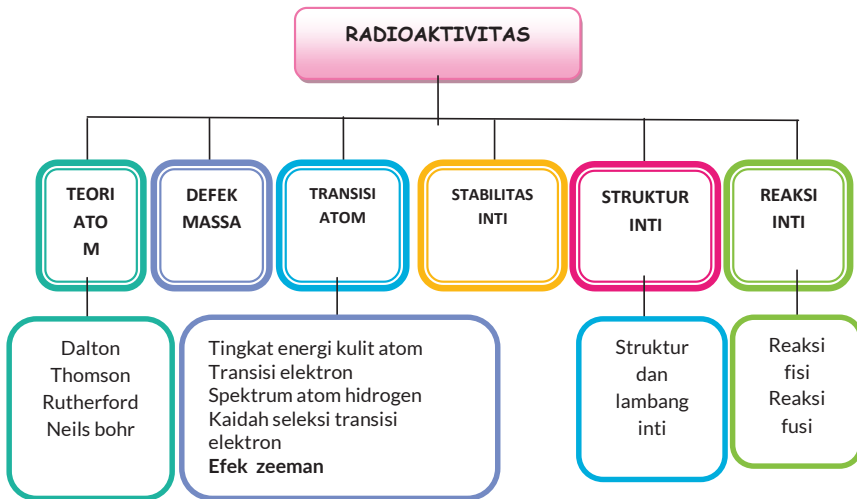 RADIOAKTIVITAS
TEORI
ATO
M
DEFEK
MASSA
TRANSISI
ATOM
STABILITAS
INTI
STRUKTUR
INTI
REAKSI
INTI
Dalton
Thomson
Rutherford
Neils bohr
Tingkat energi kulit atom
Transisi elektron
Spektrum atom hidrogen
Kaidah seleksi transisi
elektron
Efek zeeman
Struktur
dan
lambang
inti
Reaksi
fisi
Reaksi
fusi